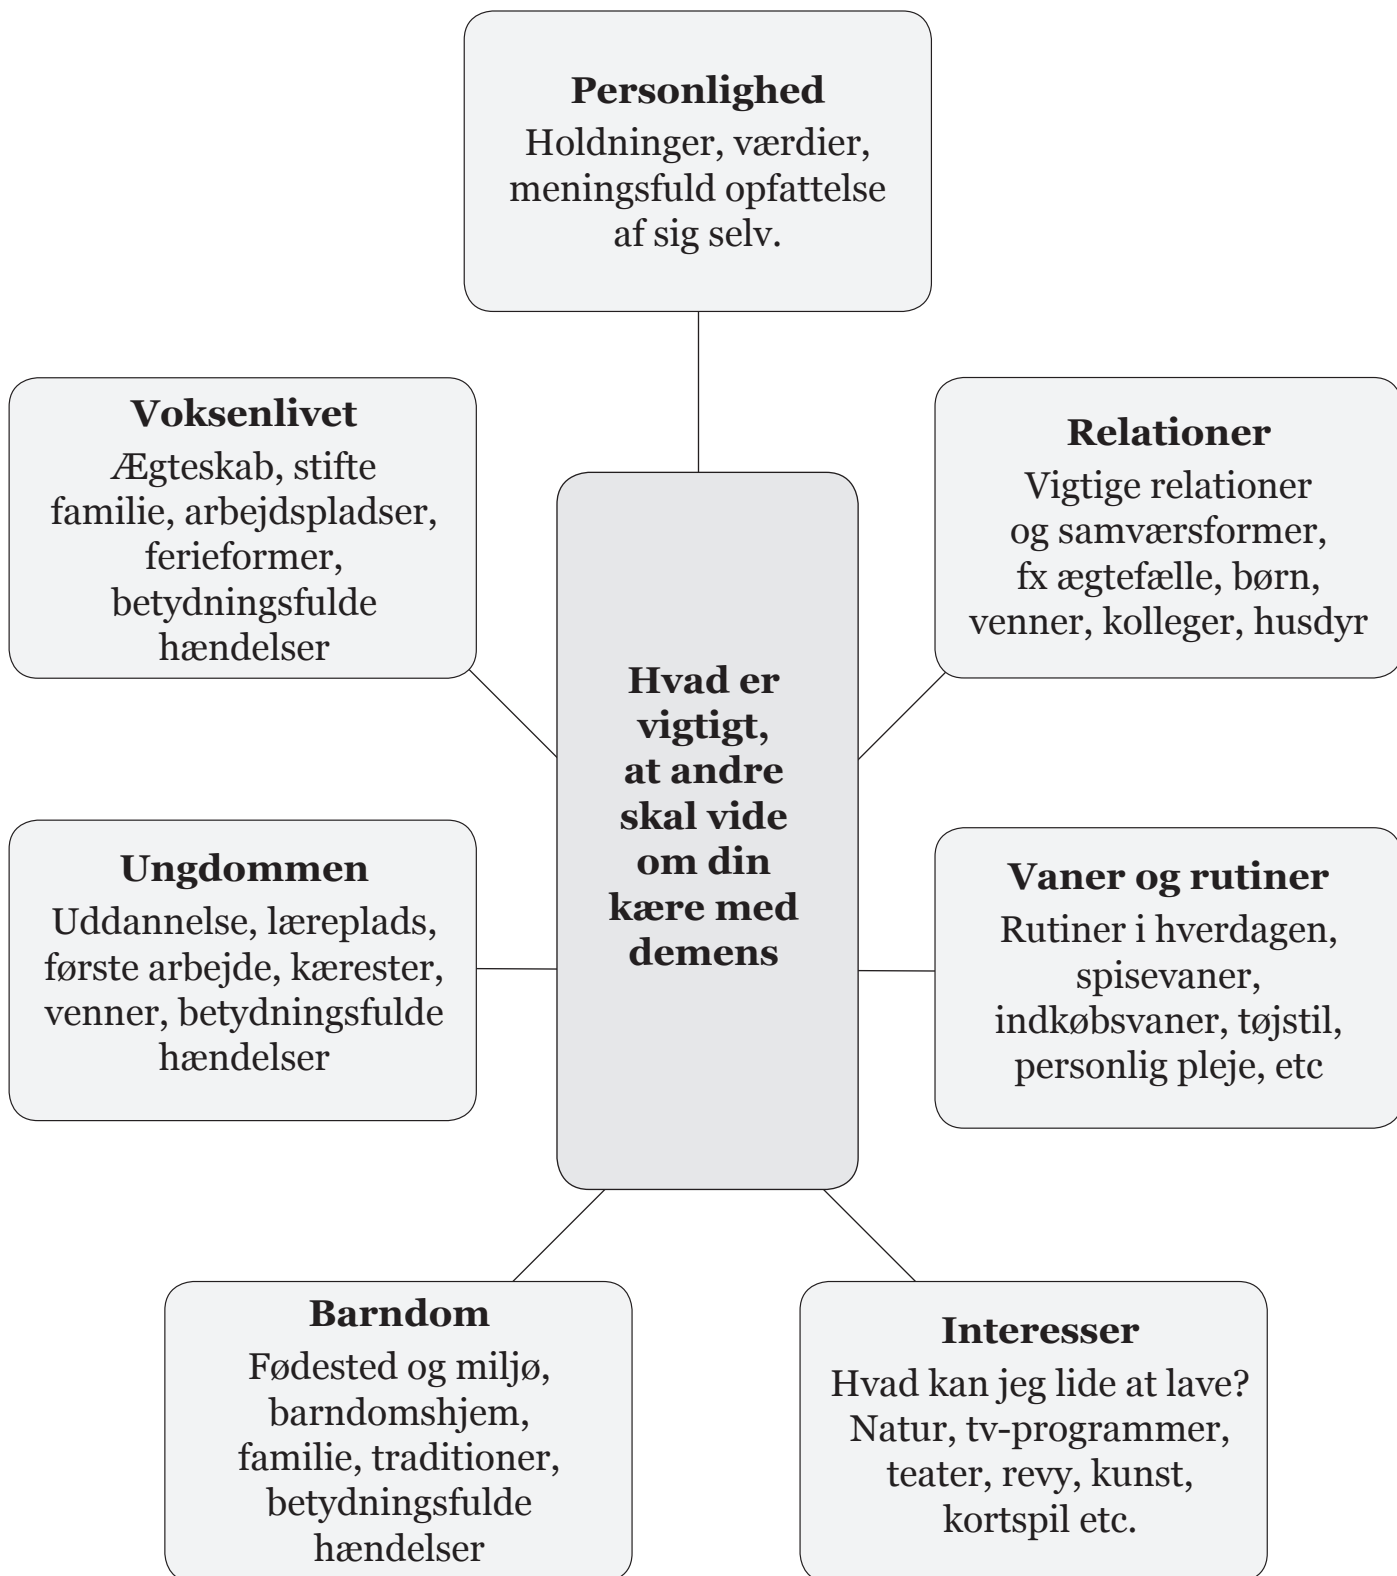 Personlighed
Holdninger, værdier,
meningsfuld opfattelse
af sig selv.
Voksenlivet
Ægteskab, stifte
familie, arbejdspladser,
ferieformer,
betydningsfulde
hændelser
Relationer
Vigtige relationer
og samværsformer,
fx ægtefælle, børn,
venner, kolleger, husdyr
Hvad er
vigtigt,
at andre
skal vide
om din
kære med
demens
Ungdommen
Uddannelse, læreplads,
første arbejde, kærester,
venner, betydningsfulde
hændelser
Vaner og rutiner
Rutiner i hverdagen,
spisevaner,
indkøbsvaner, tøjstil,
personlig pleje, etc
Barndom
Fødested og miljø,
barndomshjem,
familie, traditioner,
betydningsfulde
hændelser
Interesser
Hvad kan jeg lide at lave?
Natur, tv-programmer,
teater, revy, kunst,
kortspil etc.